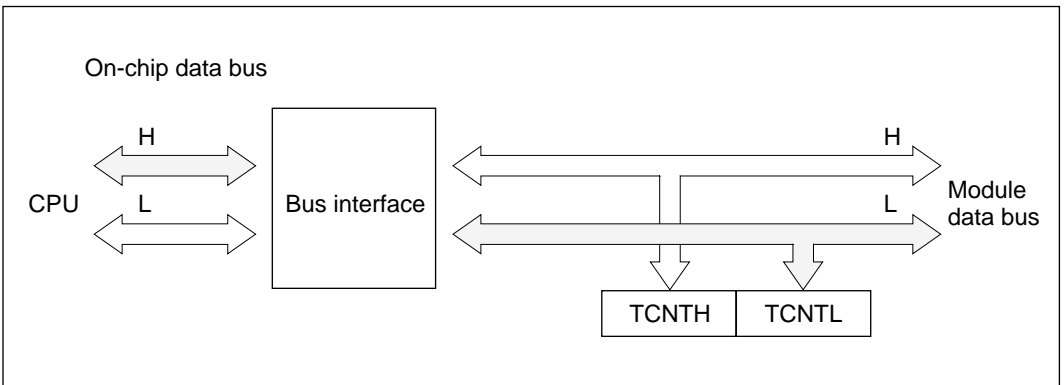 On-chip data bus
H
H
CPU
L
Bus interface
L
Module
data bus
TCNTH
TCNTL